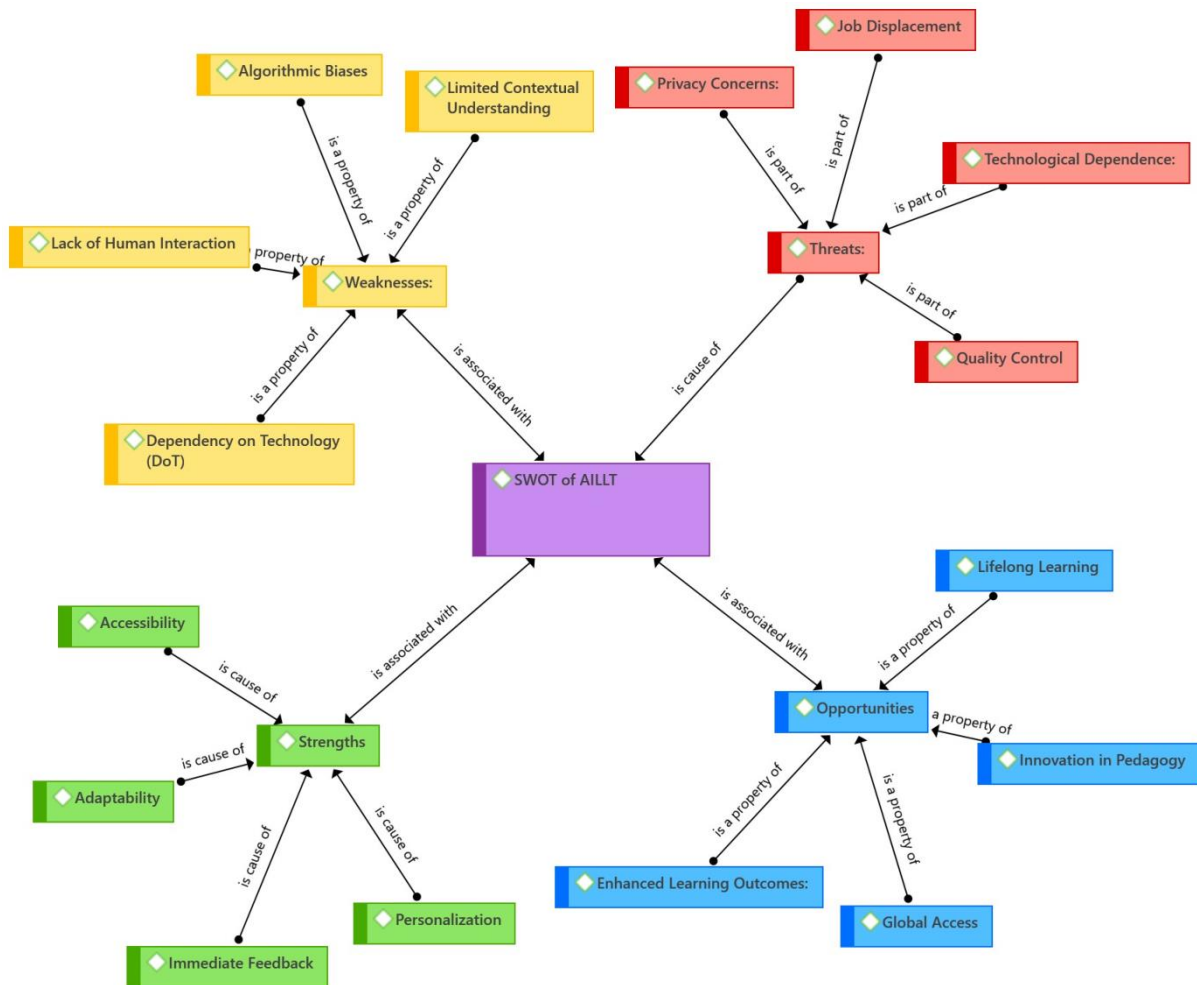 Job Displacement
Algorithmic Biases
Privacy Concerns:
Limited Contextual
Understanding
is part of
is part of
Technological Dependence:
is a property of
is a property of
is part of
Lack of Human Interaction
property of
Threats:
Weaknesses:
is part of
is a property of
Quality Control
is associated with
is cause of
Dependency on Technology
(DoT)
SWOT of AILLT
Lifelong Learning
Accessibility
is associated with
is associated with
is a property of
is cause of
Opportunities
a property of
Strengths
Innovation in Pedagogy
is cause of
Adaptability
is a property of
is a property of
is cause of
is cause of
Enhanced Learning Outcomes:
Personalization
Global Access
Immediate Feedback